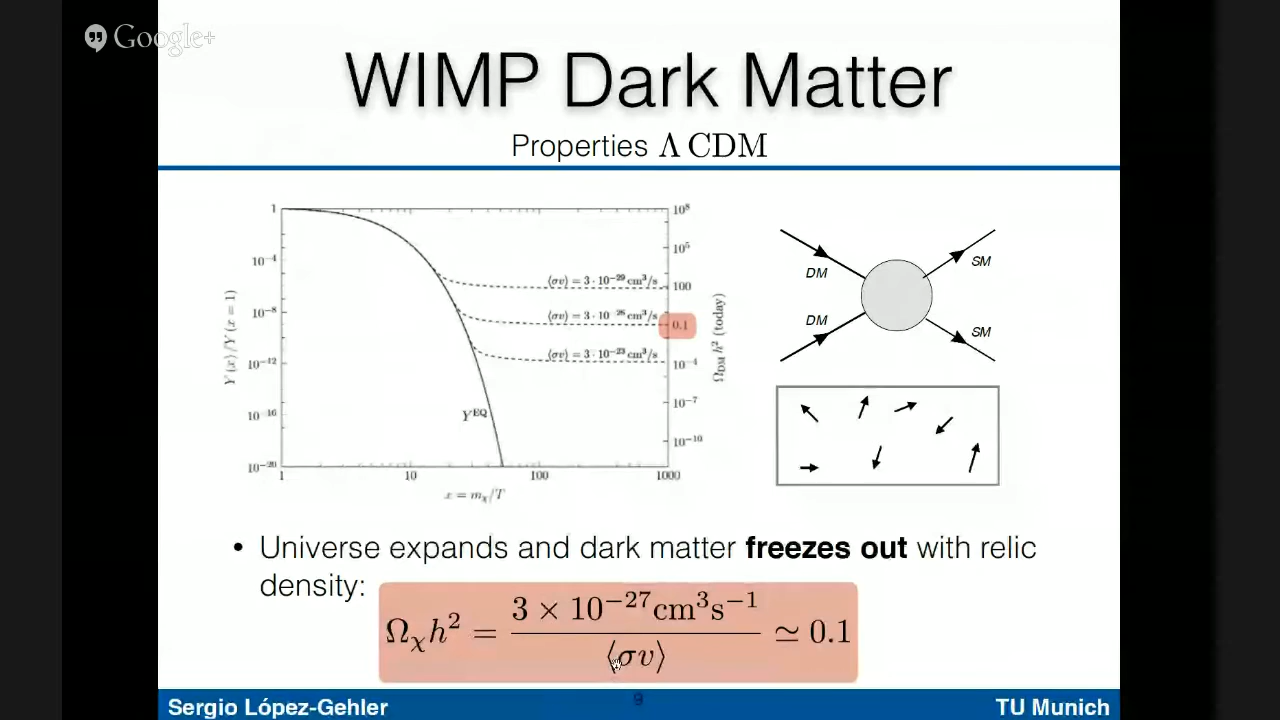 Google+
WIMP Dark Matter
Properties Λ CDM
1
10⁻⁴
10⁻⁸
10⁻¹²
10⁻¹⁶
10⁻²⁰
Y(x)/Y(x = 1)
10⁸
10⁵
100
0.1
10⁻⁴
10⁻⁷
10⁻¹⁰
Ω_DM h² (today)
⟨σv⟩ = 3 · 10⁻²⁹ cm³/s
⟨σv⟩ = 3 · 10⁻²⁶ cm³/s
⟨σv⟩ = 3 · 10⁻²³ cm³/s
Y^EQ
1 10 100 1000
x = m_χ/T
DM SM
DM SM
• Universe expands and dark matter freezes out with relic
density:
Ω_χh² = 3 × 10⁻²⁷cm³s⁻¹ / ⟨σv⟩ ≃ 0.1
Sergio López-Gehler 9 TU Munich